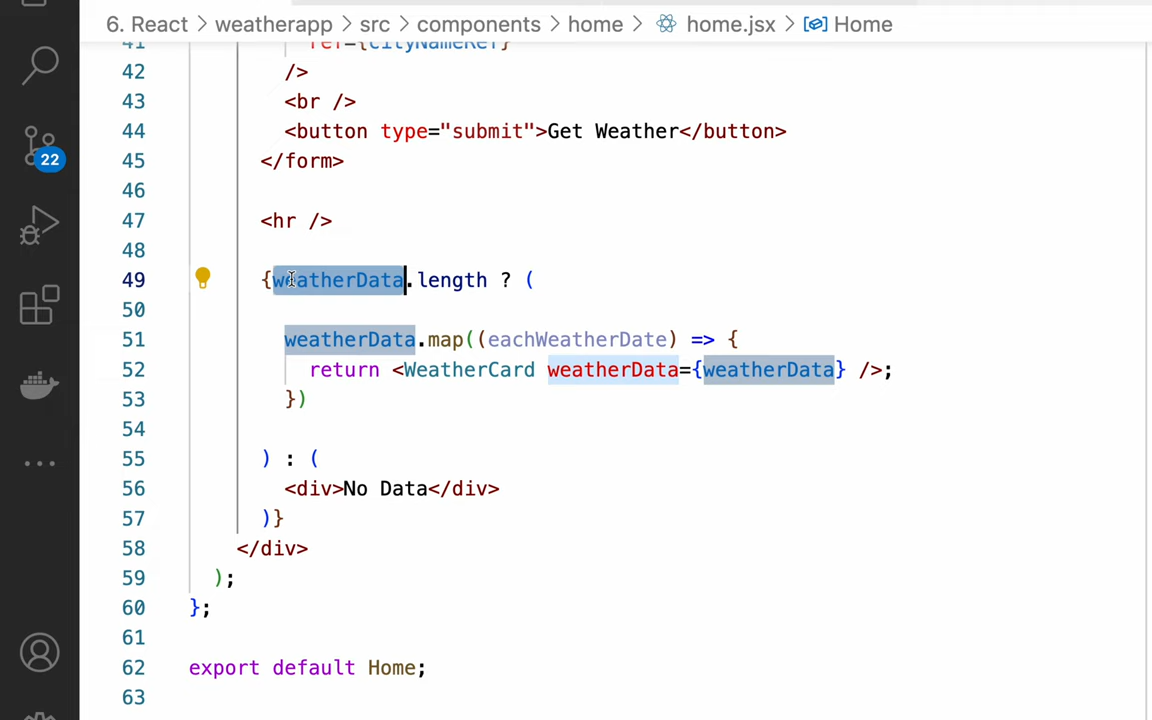 6. React > weatherapp > src > components > home > home.jsx > Home
41 ref={cityNameRef}
42 />
43 <br />
44 <button type="submit">Get Weather</button>
45 </form>
46
47 <hr />
48
49 {weatherData.length ? (
50
51 weatherData.map((eachWeatherDate) => {
52 return <WeatherCard weatherData={weatherData} />;
53 })
54
55 ) : (
56 <div>No Data</div>
57 )}
58 </div>
59 );
60 };
61
62 export default Home;
63
22